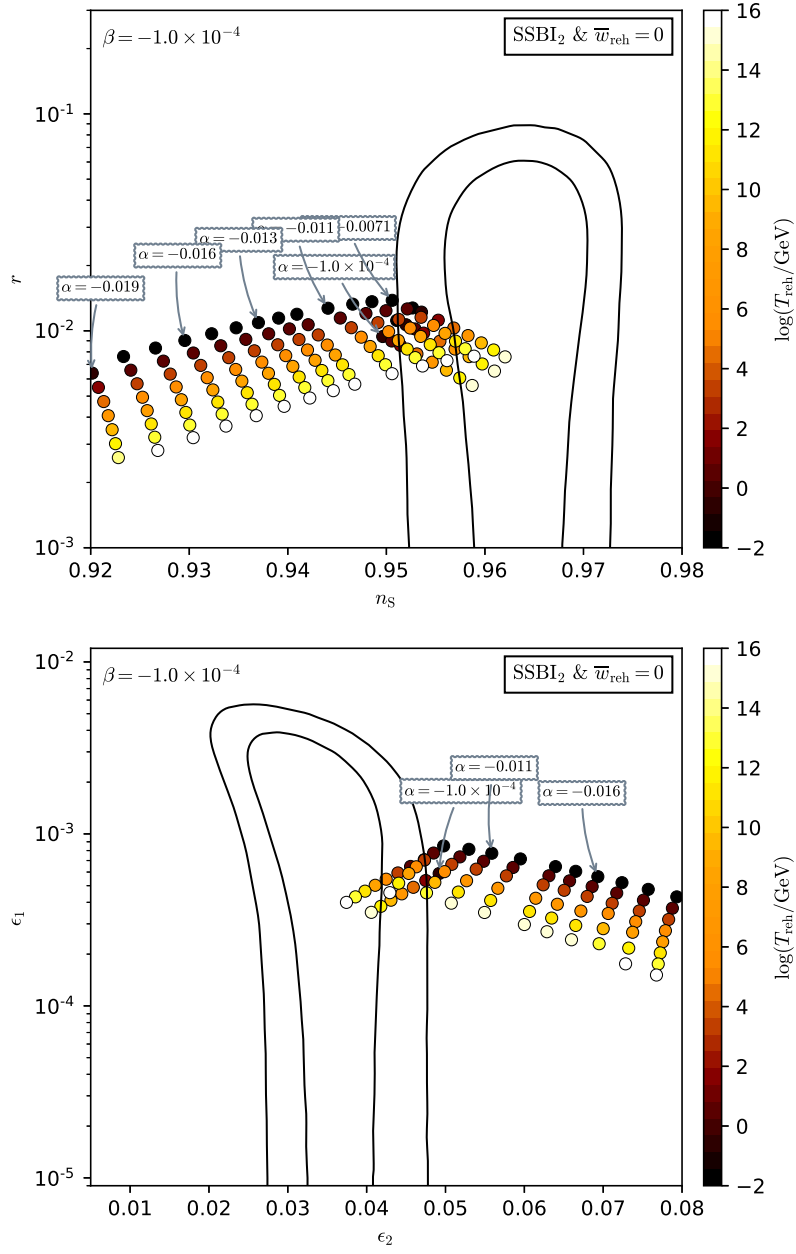 β = −1.0 × 10⁻⁴
SSBI₂ & w̅_reh = 0
16
14
12
10
8
6
4
2
0
−2
log(T_reh/GeV)
10⁻¹
10⁻²
10⁻³
r
α = −0.019
α = −0.016
α = −0.013
−0.011
−0.0071
α = −1.0 × 10⁻⁴
0.92
0.93
0.94
0.95
0.96
0.97
0.98
n_S
β = −1.0 × 10⁻⁴
SSBI₂ & w̅_reh = 0
16
14
12
10
8
6
4
2
0
−2
log(T_reh/GeV)
10⁻²
10⁻³
10⁻⁴
10⁻⁵
ϵ₁
α = −0.011
α = −1.0 × 10⁻⁴
α = −0.016
0.01
0.02
0.03
0.04
0.05
0.06
0.07
0.08
ϵ₂